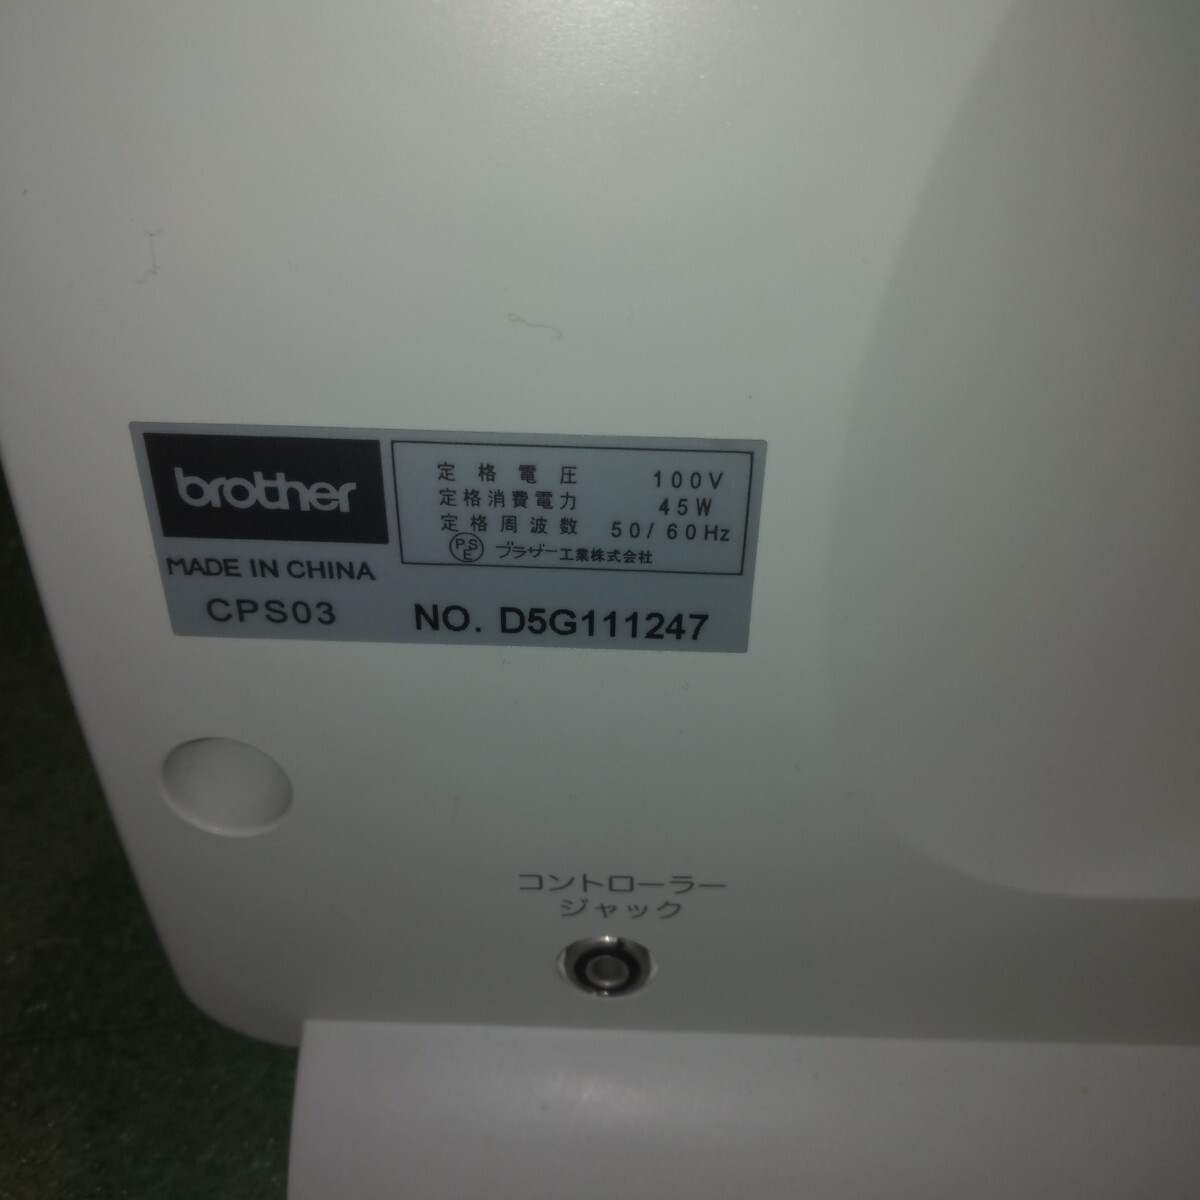 brother
MADE IN CHINA
CPS03
定格電圧 100V
定格消費電力 45W
定格周波数 50/60Hz
PSE ブラザー工業株式会社
NO. D5G111247
コントローラー
ジャック